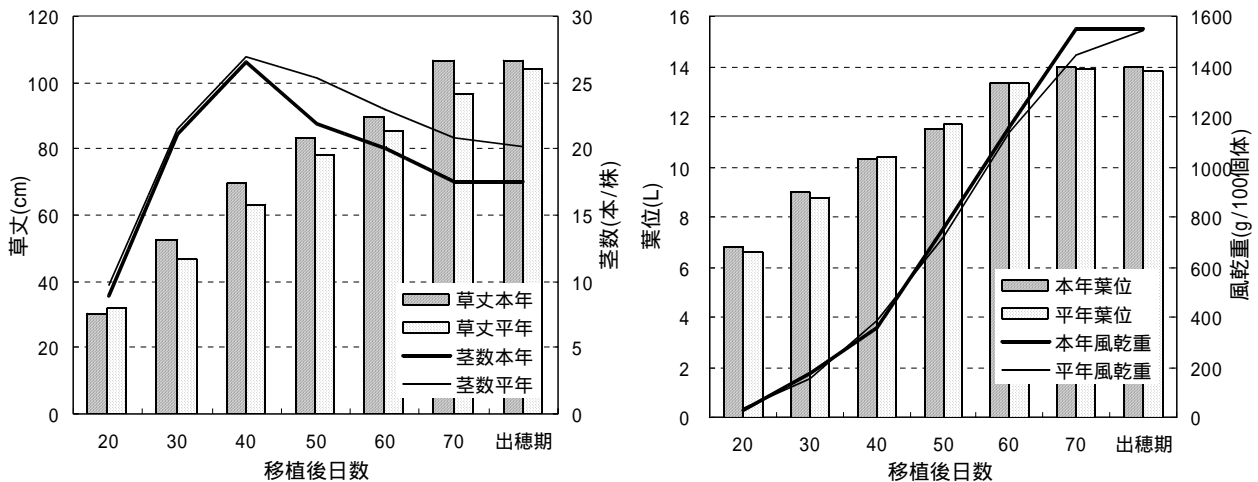 120
100
80
60
40
20
0
草丈(cm)
30
25
20
15
10
5
0
茎数(本/株)
草丈本年
草丈平年
茎数本年
茎数平年
20 30 40 50 60 70 出穂期
移植後日数
16
14
12
10
8
6
4
2
0
葉位(L)
1600
1400
1200
1000
800
600
400
200
0
風乾重(g/100個体)
本年葉位
平年葉位
本年風乾重
平年風乾重
20 30 40 50 60 70 出穂期
移植後日数